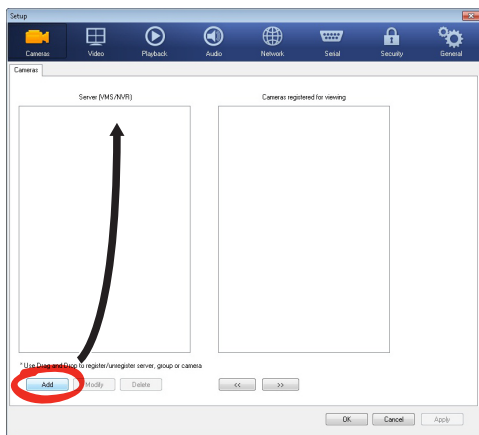 Setup
Cameras Video Playback Audio Network Serial Security General
Cameras
Server (VMS/NVR) Cameras registered for viewing
* Use Drag and Drop to register/unregister server, group or camera
Add Modify Delete << >>
OK Cancel Apply